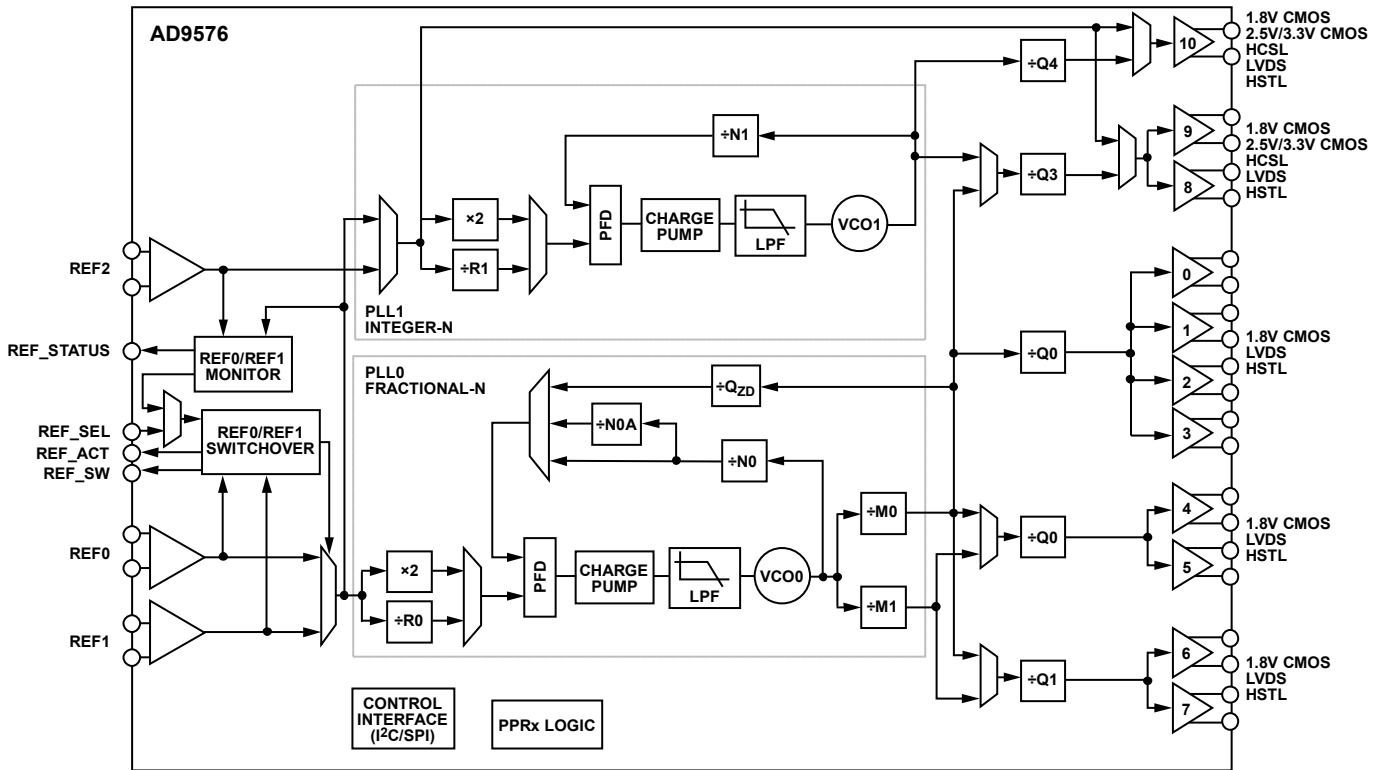 AD9576
1.8V CMOS
2.5V/3.3V CMOS
HCSL
LVDS
HSTL
10
÷Q4
÷N1
9
8
1.8V CMOS
2.5V/3.3V CMOS
HCSL
LVDS
HSTL
÷Q3
×2
÷R1
PFD
CHARGE
PUMP
LPF
VCO1
REF2
PLL1
INTEGER-N
0
1
2
3
1.8V CMOS
LVDS
HSTL
÷Q0
REF_STATUS
REF0/REF1
MONITOR
PLL0
FRACTIONAL-N
÷QZD
÷N0A
÷N0
REF_SEL
REF_ACT
REF_SW
REF0/REF1
SWITCHOVER
÷M0
÷M1
4
5
1.8V CMOS
LVDS
HSTL
÷Q0
REF0
×2
÷R0
PFD
CHARGE
PUMP
LPF
VCO0
REF1
÷Q1
6
7
1.8V CMOS
LVDS
HSTL
CONTROL
INTERFACE
(I2C/SPI)
PPRx LOGIC